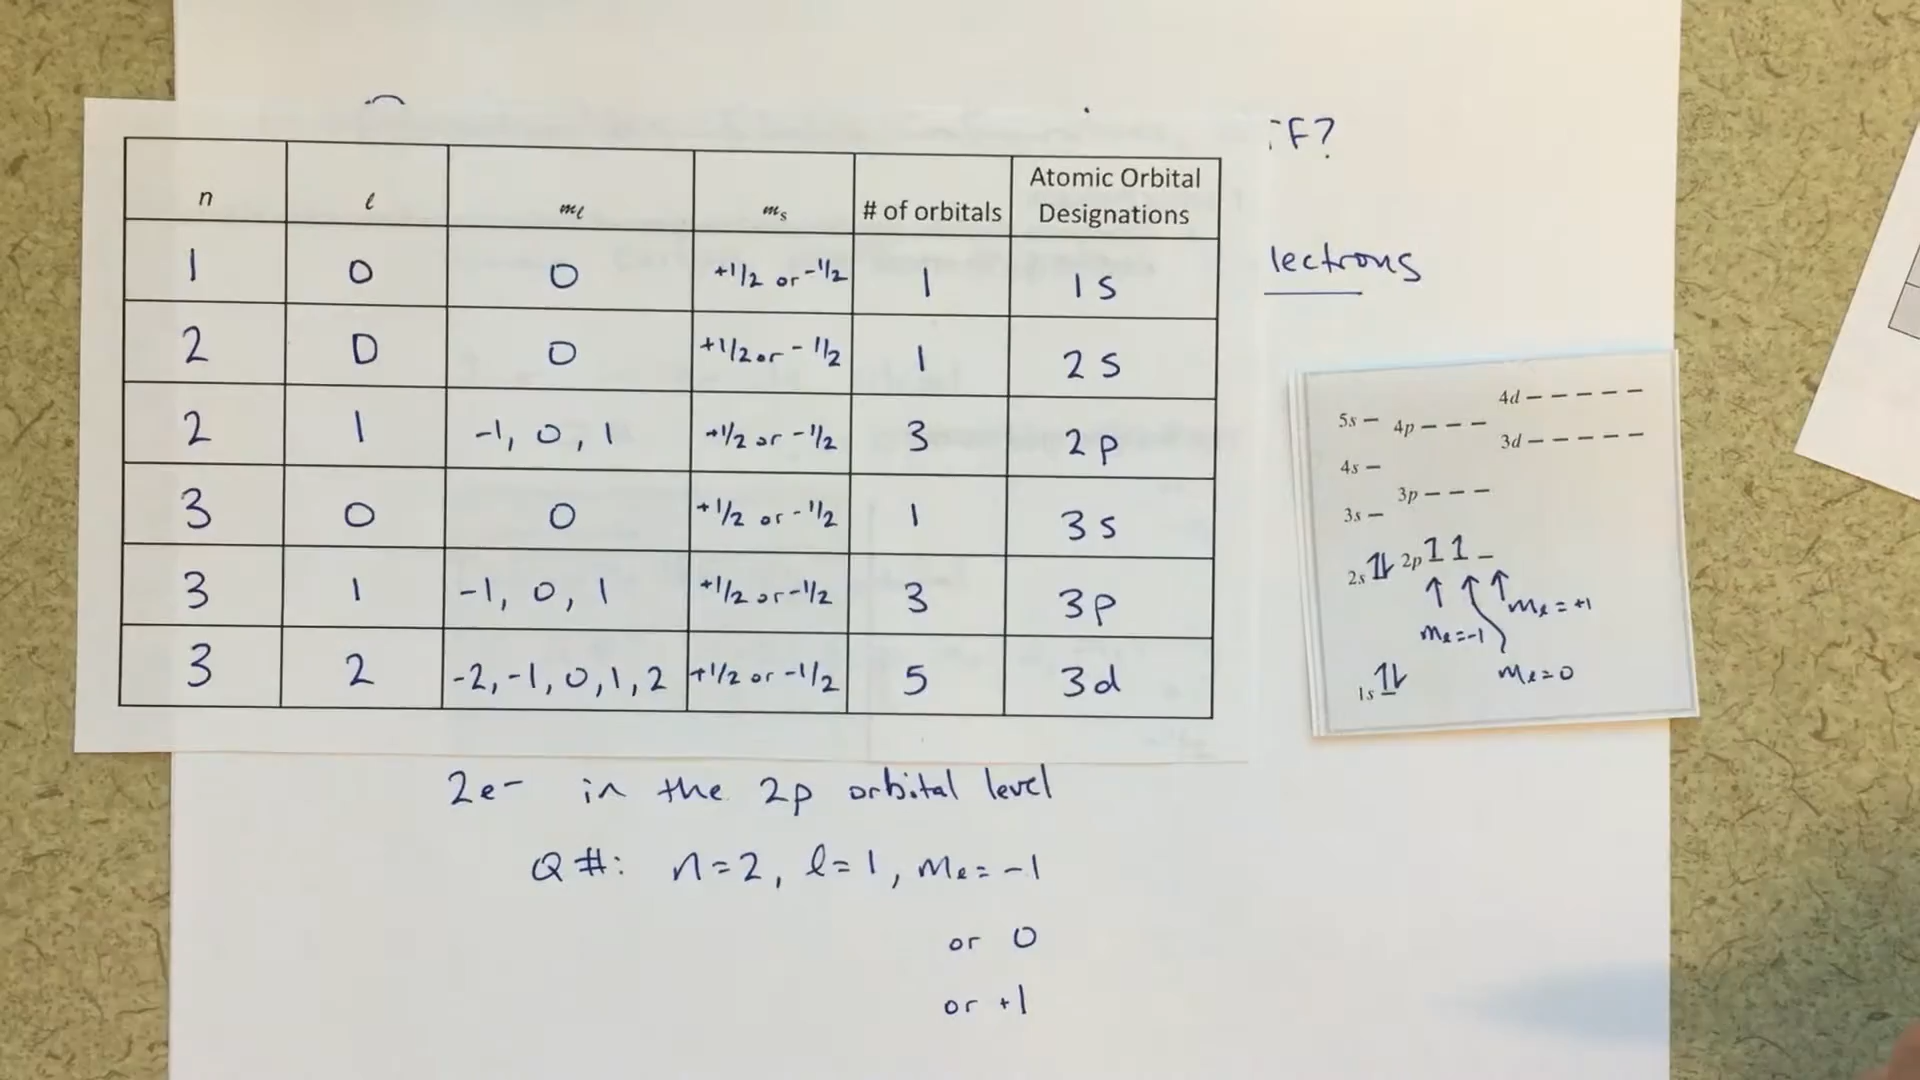 F?
lectrons
n ℓ mℓ ms # of orbitals Atomic Orbital Designations
1 0 0 +1/2 or -1/2 1 1s
2 0 0 +1/2 or -1/2 1 2s
2 1 -1, 0, 1 +1/2 or -1/2 3 2p
3 0 0 +1/2 or -1/2 1 3s
3 1 -1, 0, 1 +1/2 or -1/2 3 3p
3 2 -2, -1, 0, 1, 2 +1/2 or -1/2 5 3d
4d
5s 4p
3d
4s
3p
3s
2s ↿⇂ 2p 1 1
mℓ = +1
mℓ = -1
mℓ = 0
1s ↿⇂
2e- in the 2p orbital level
Q #: n = 2, ℓ = 1, mℓ = -1
or 0
or +1